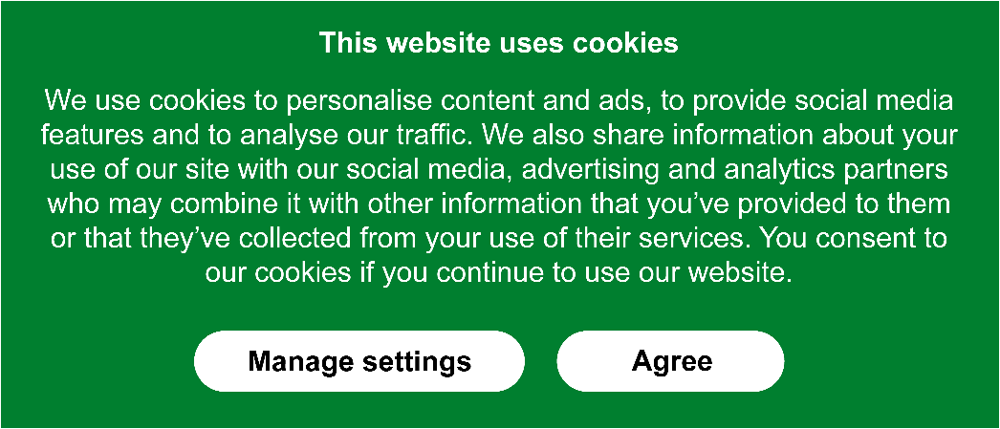 This website uses cookies
We use cookies to personalise content and ads, to provide social media
features and to analyse our traffic. We also share information about your
use of our site with our social media, advertising and analytics partners
who may combine it with other information that you’ve provided to them
or that they’ve collected from your use of their services. You consent to
our cookies if you continue to use our website.
Manage settings
Agree